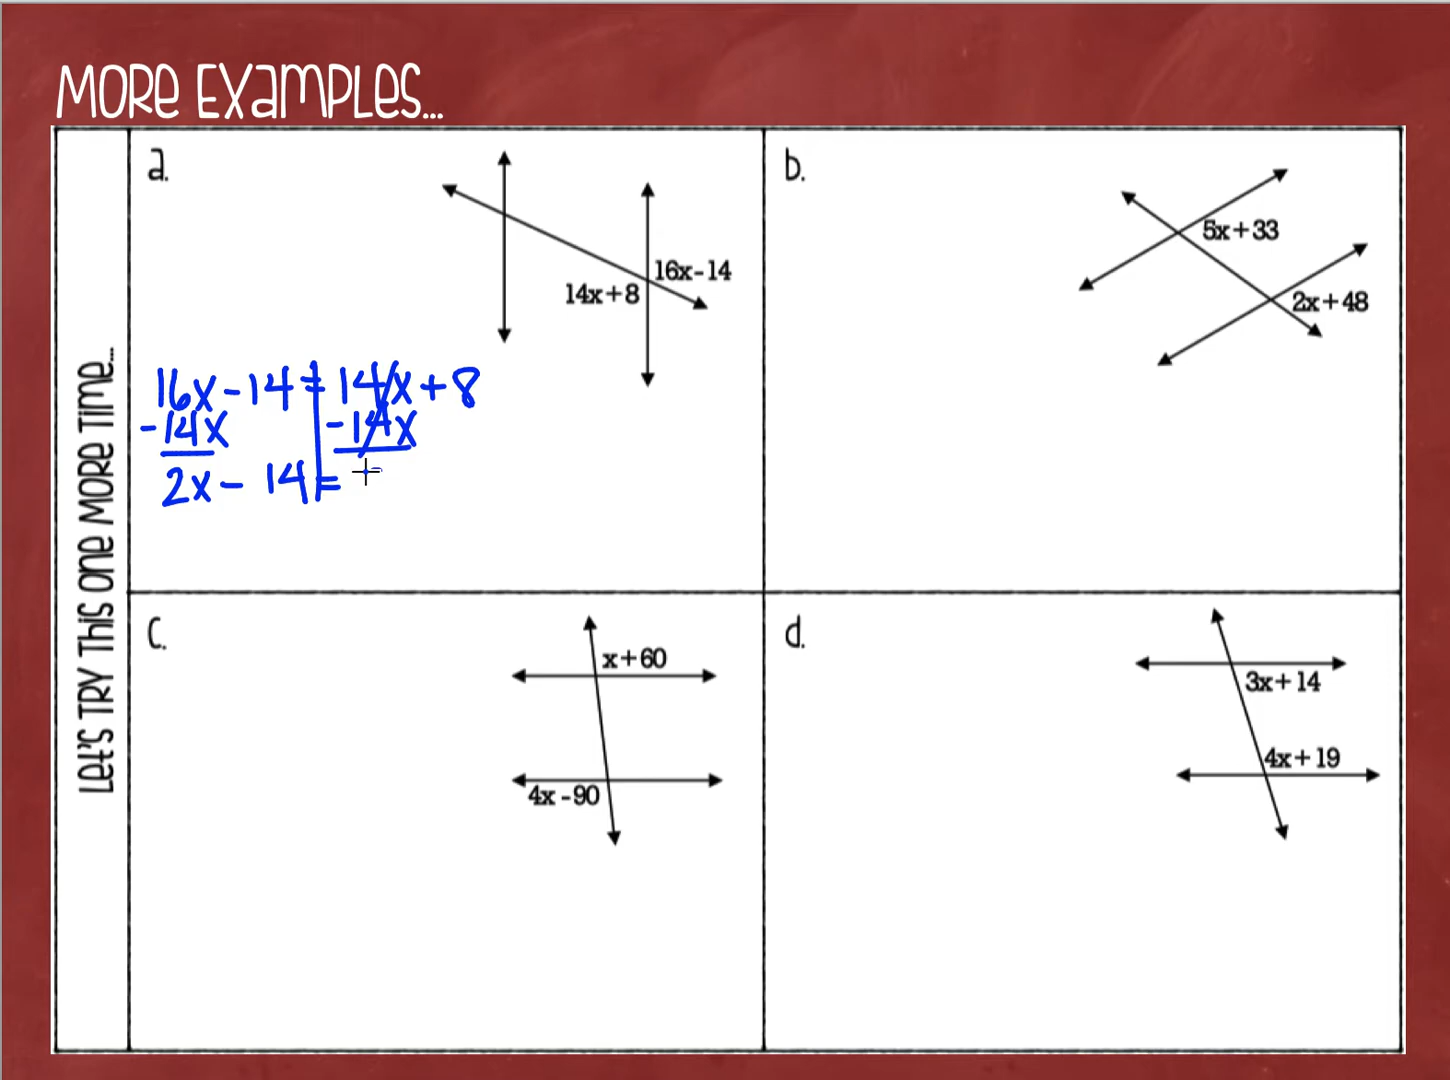 MORE EXAMPLES...
LET'S TRY THIS ONE MORE TIME...
a.
16x-14
14x+8
16x-14=14x+8
-14x -14x
2x-14=
b.
5x+33
2x+48
c.
x+60
4x-90
d.
3x+14
4x+19